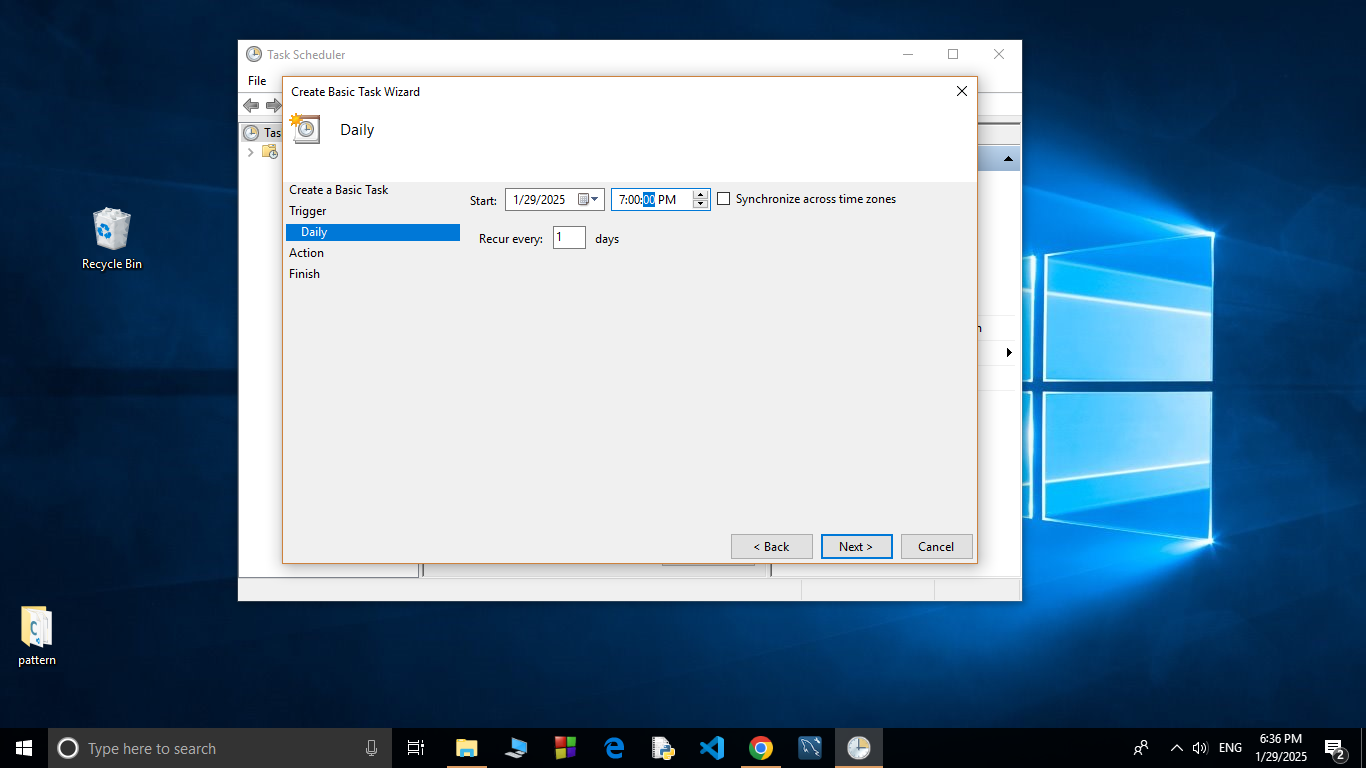 Task Scheduler
File
Create Basic Task Wizard
Daily
Create a Basic Task
Trigger
Daily
Action
Finish
Start: 1/29/2025 7:00:00 PM Synchronize across time zones
Recur every: 1 days
< Back Next > Cancel
Recycle Bin
pattern
Type here to search
ENG
6:36 PM
1/29/2025
2